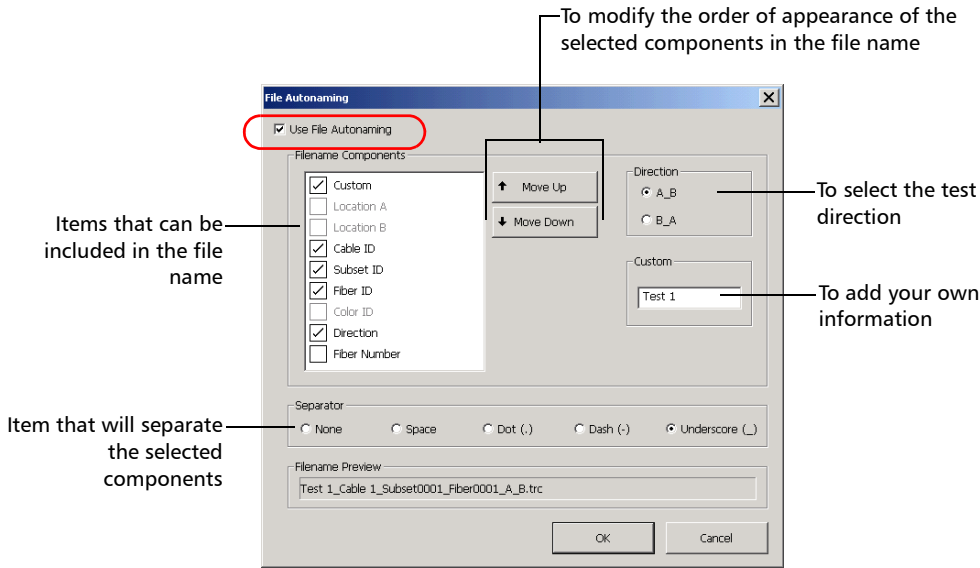 To modify the order of appearance of the
selected components in the file name
File Autonaming
Use File Autonaming
Filename Components
Custom
Location A
Location B
Cable ID
Subset ID
Fiber ID
Color ID
Direction
Fiber Number
Move Up
Move Down
Direction
A_B
B_A
Custom
Test 1
Items that can be
included in the file
name
To select the test
direction
To add your own
information
Separator
None
Space
Dot (.)
Dash (-)
Underscore (_)
Item that will separate
the selected
components
Filename Preview
Test 1_Cable 1_Subset0001_Fiber0001_A_B.trc
OK
Cancel